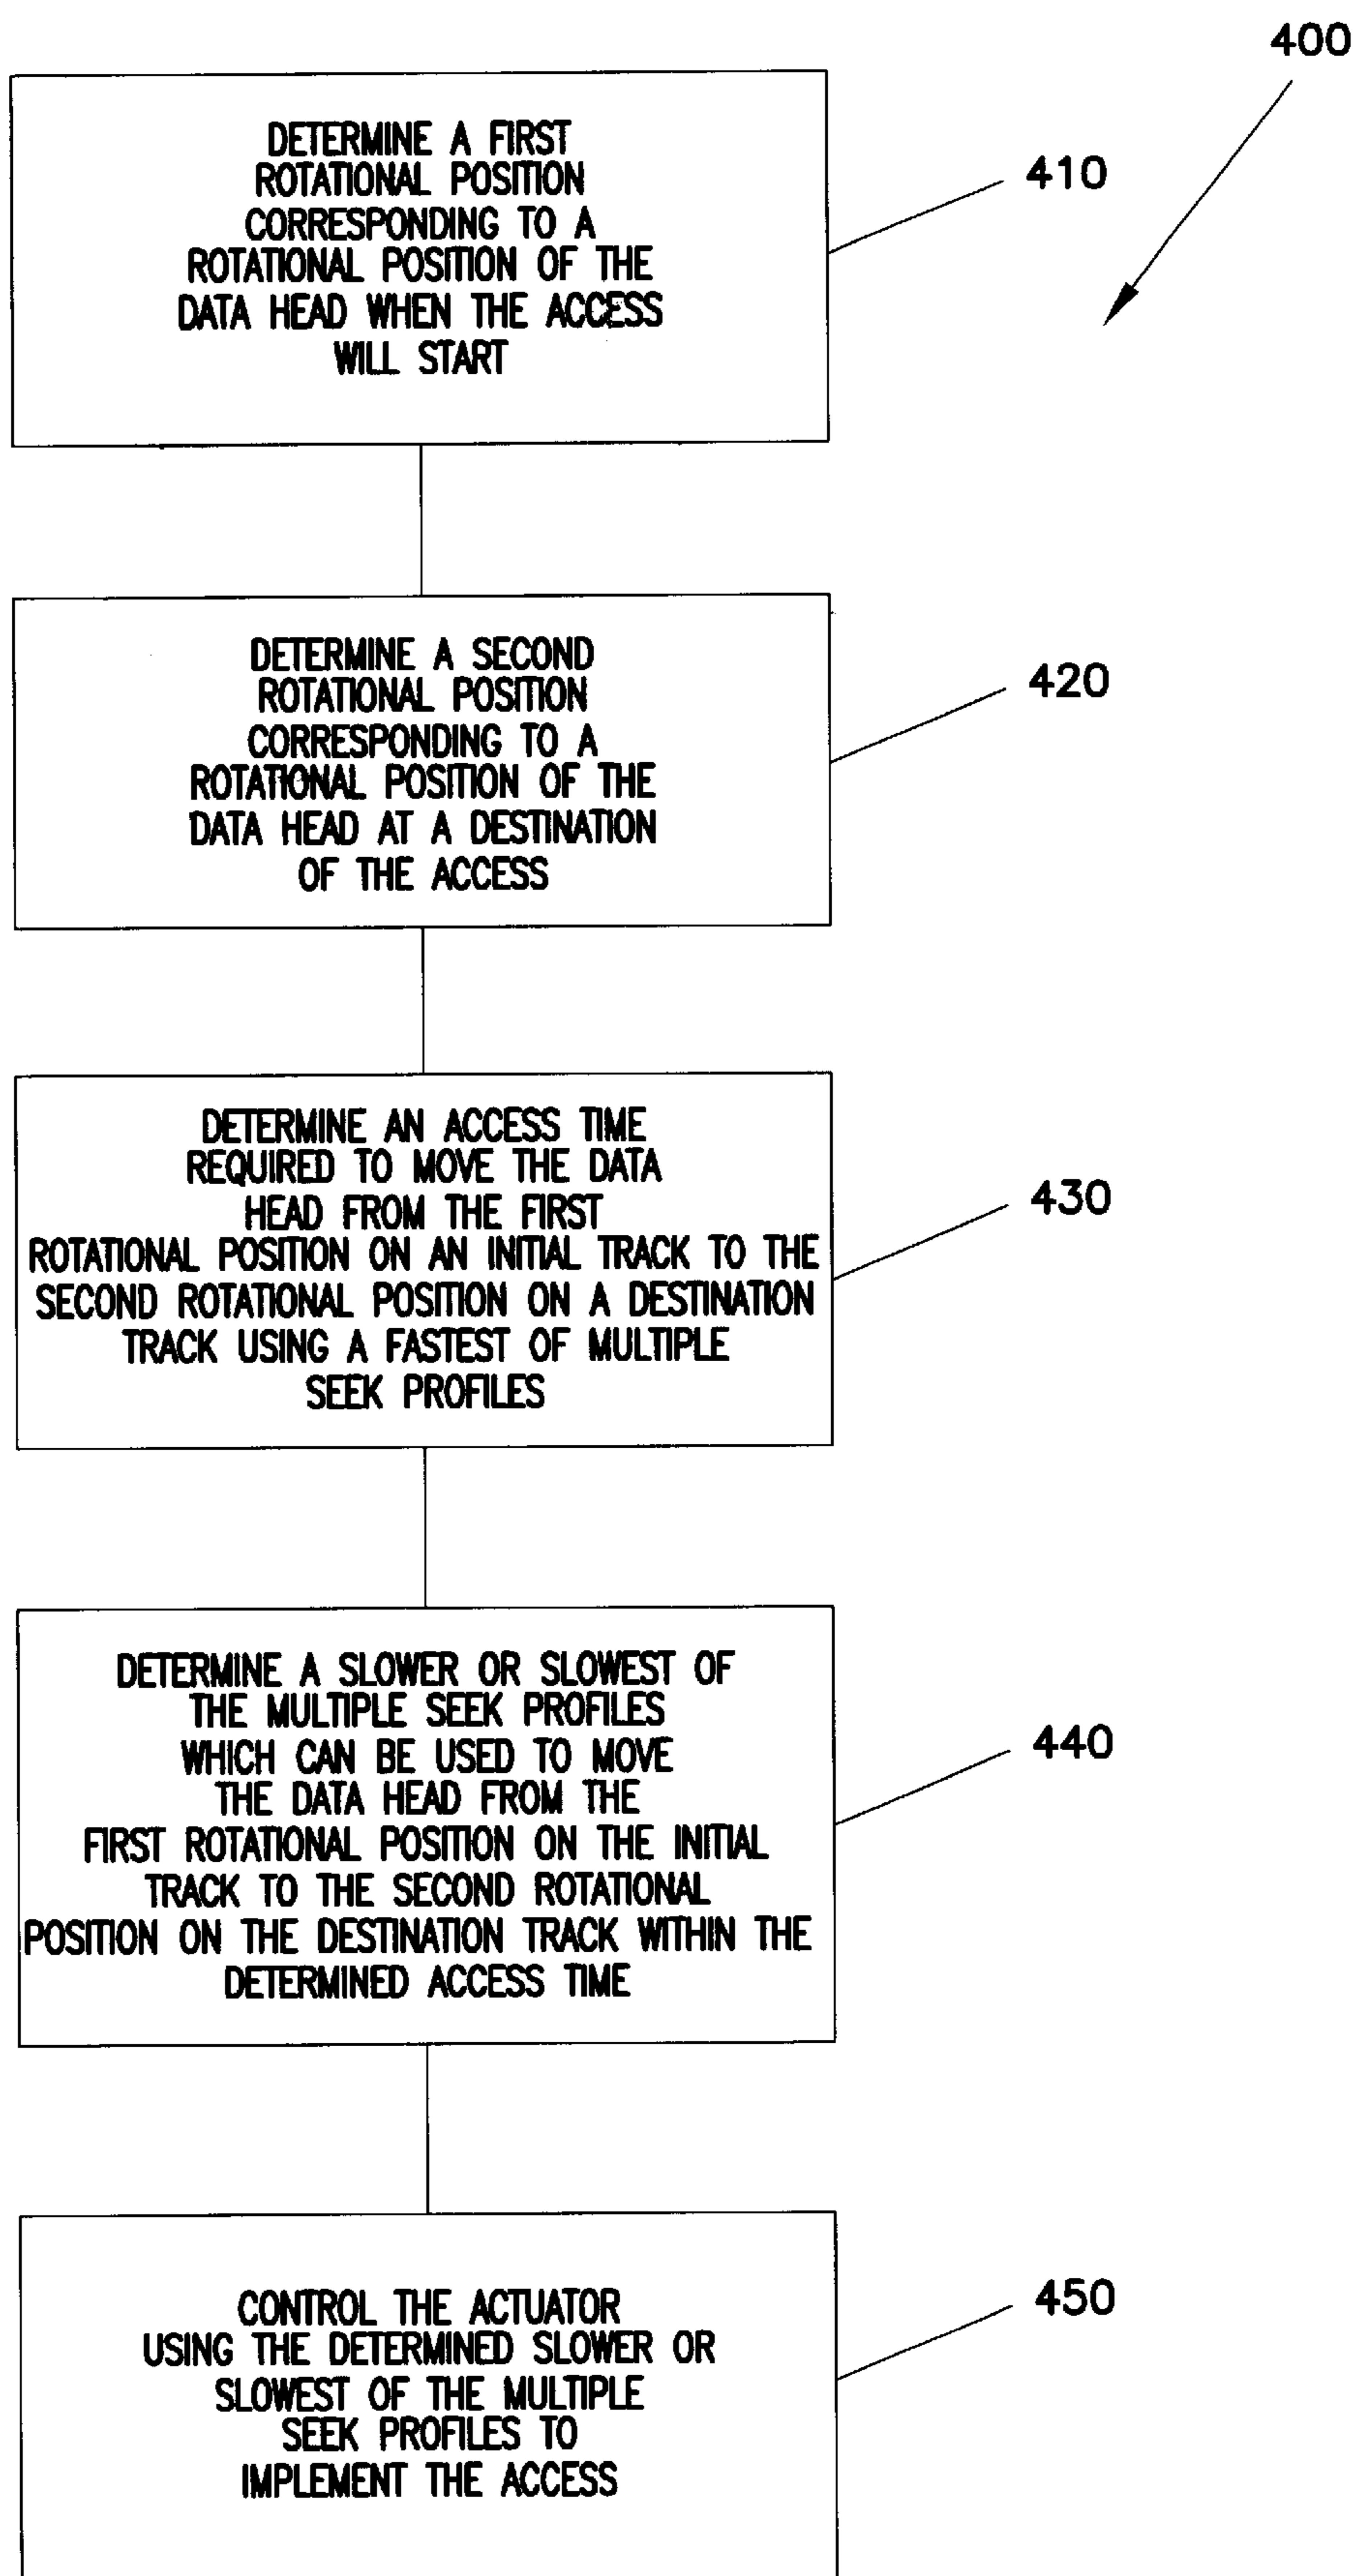 400
DETERMINE A FIRST
ROTATIONAL POSITION
CORRESPONDING TO A
ROTATIONAL POSITION OF THE
DATA HEAD WHEN THE ACCESS
WILL START
410
DETERMINE A SECOND
ROTATIONAL POSITION
CORRESPONDING TO A
ROTATIONAL POSITION OF THE
DATA HEAD AT A DESTINATION
OF THE ACCESS
420
DETERMINE AN ACCESS TIME
REQUIRED TO MOVE THE DATA
HEAD FROM THE FIRST
ROTATIONAL POSITION ON AN INITIAL TRACK TO THE
SECOND ROTATIONAL POSITION ON A DESTINATION
TRACK USING A FASTEST OF MULTIPLE
SEEK PROFILES
430
DETERMINE A SLOWER OR SLOWEST OF
THE MULTIPLE SEEK PROFILES
WHICH CAN BE USED TO MOVE
THE DATA HEAD FROM THE
FIRST ROTATIONAL POSITION ON THE INITIAL
TRACK TO THE SECOND ROTATIONAL
POSITION ON THE DESTINATION TRACK WITHIN THE
DETERMINED ACCESS TIME
440
CONTROL THE ACTUATOR
USING THE DETERMINED SLOWER OR
SLOWEST OF THE MULTIPLE
SEEK PROFILES TO
IMPLEMENT THE ACCESS
450